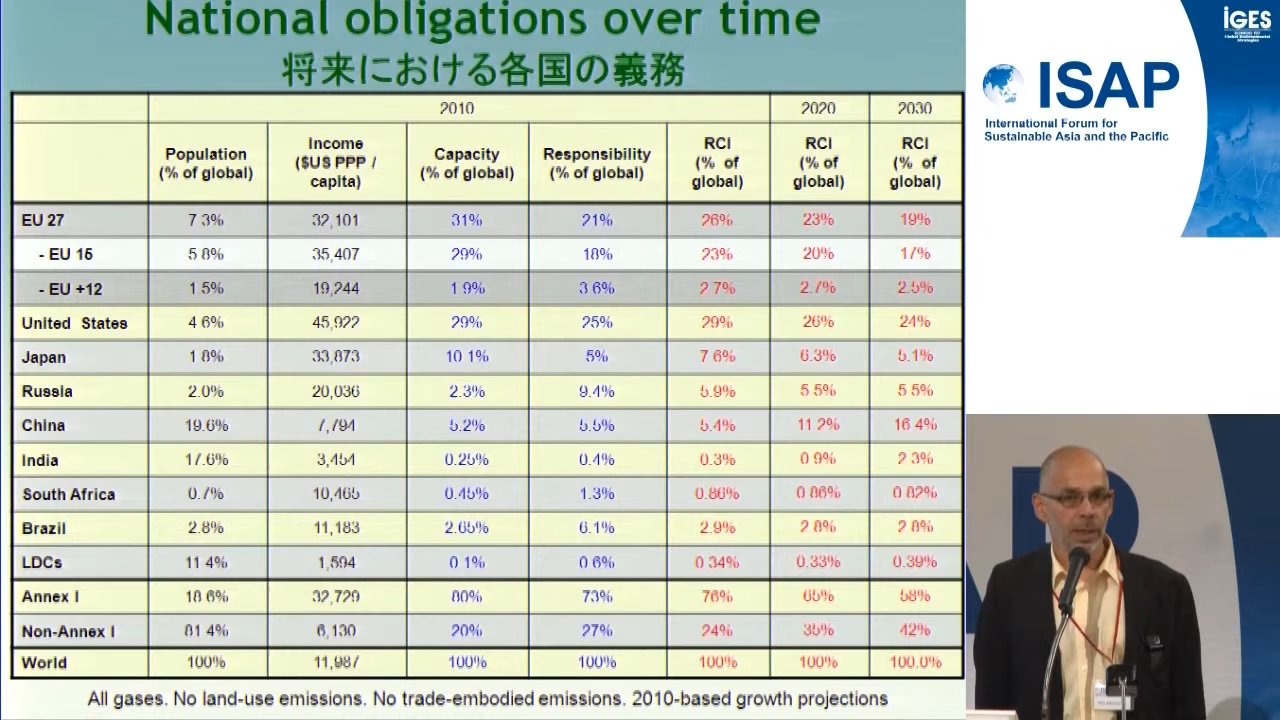 National obligations over time
将来における各国の義務
2010 2020 2030
Population (% of global) Income ($US PPP / capita) Capacity (% of global) Responsibility (% of global) RCI (% of global) RCI (% of global) RCI (% of global)
EU 27 7.3% 32,101 31% 21% 26% 23% 19%
- EU 15 5.8% 35,407 29% 18% 23% 20% 17%
- EU +12 1.5% 19,244 1.9% 3.6% 2.7% 2.7% 2.5%
United States 4.6% 45,922 29% 25% 29% 26% 24%
Japan 1.8% 33,873 10.1% 5% 7.6% 6.3% 5.1%
Russia 2.0% 20,036 2.3% 9.4% 5.9% 5.5% 5.5%
China 19.6% 7,794 5.2% 5.5% 5.4% 11.2% 16.4%
India 17.6% 3,454 0.25% 0.4% 0.3% 0.9% 2.3%
South Africa 0.7% 10,465 0.45% 1.3% 0.86% 0.86% 0.82%
Brazil 2.8% 11,183 2.65% 6.1% 2.9% 2.8% 2.8%
LDCs 11.4% 1,594 0.1% 0.6% 0.34% 0.33% 0.39%
Annex I 18.6% 32,729 80% 73% 76% 65% 58%
Non-Annex I 81.4% 6,130 20% 27% 24% 35% 42%
World 100% 11,987 100% 100% 100% 100% 100.0%
All gases. No land-use emissions. No trade-embodied emissions. 2010-based growth projections
IGES
ISAP
International Forum for
Sustainable Asia and the Pacific